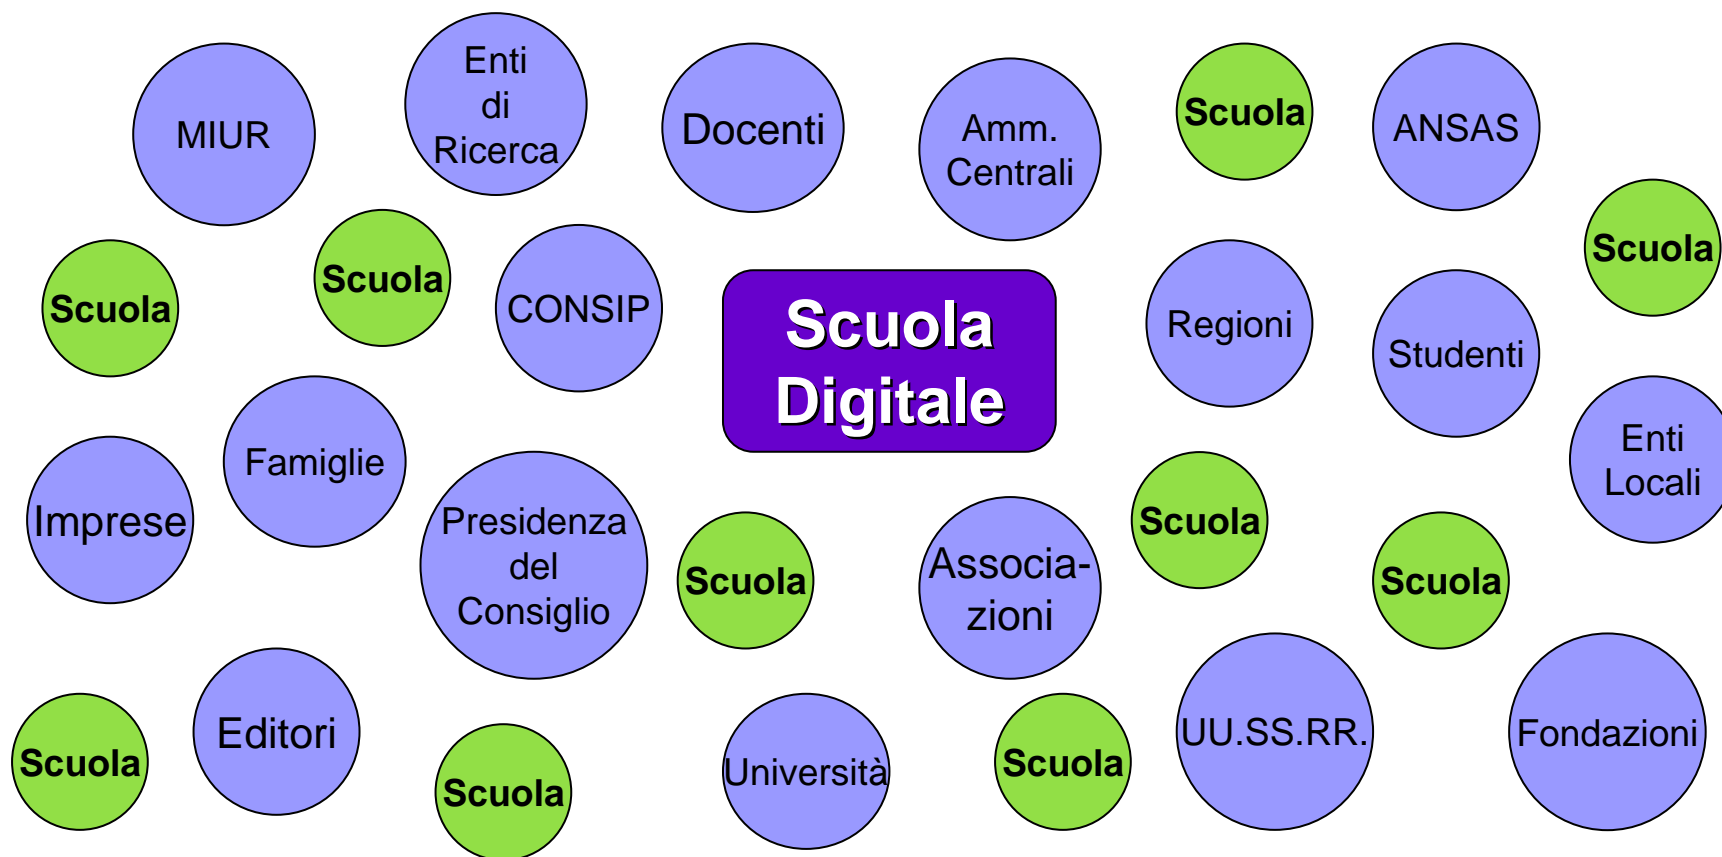 MIUR
Enti
di
Ricerca
Docenti
Amm.
Centrali
Scuola
ANSAS
Scuola
Scuola
Scuola
CONSIP
Scuola
Digitale
Regioni
Studenti
Enti
Locali
Imprese
Famiglie
Presidenza
del
Consiglio
Scuola
Associa-
zioni
Scuola
Scuola
Scuola
Editori
Scuola
Università
Scuola
UU.SS.RR.
Fondazioni